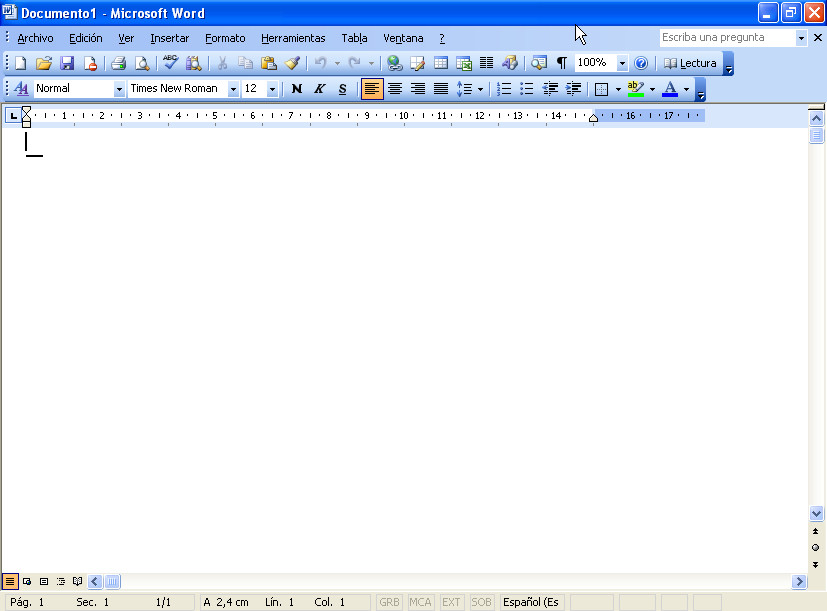 Documento1 - Microsoft Word
Archivo Edición Ver Insertar Formato Herramientas Tabla Ventana ? Escriba una pregunta
100% Lectura
Normal Times New Roman 12 N K S
1 2 3 4 5 6 7 8 9 10 11 12 13 14 16 17
Pág. 1 Sec. 1 1/1 A 2,4 cm Lín. 1 Col. 1 GRB MCA EXT SOB Español (Es